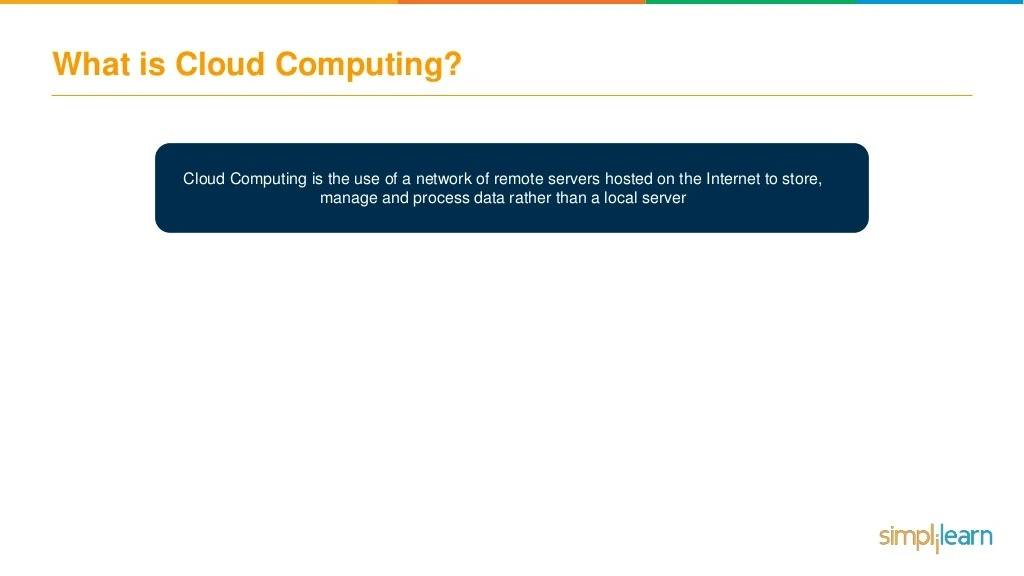 What is Cloud Computing?
Cloud Computing is the use of a network of remote servers hosted on the Internet to store,
manage and process data rather than a local server
simplilearn